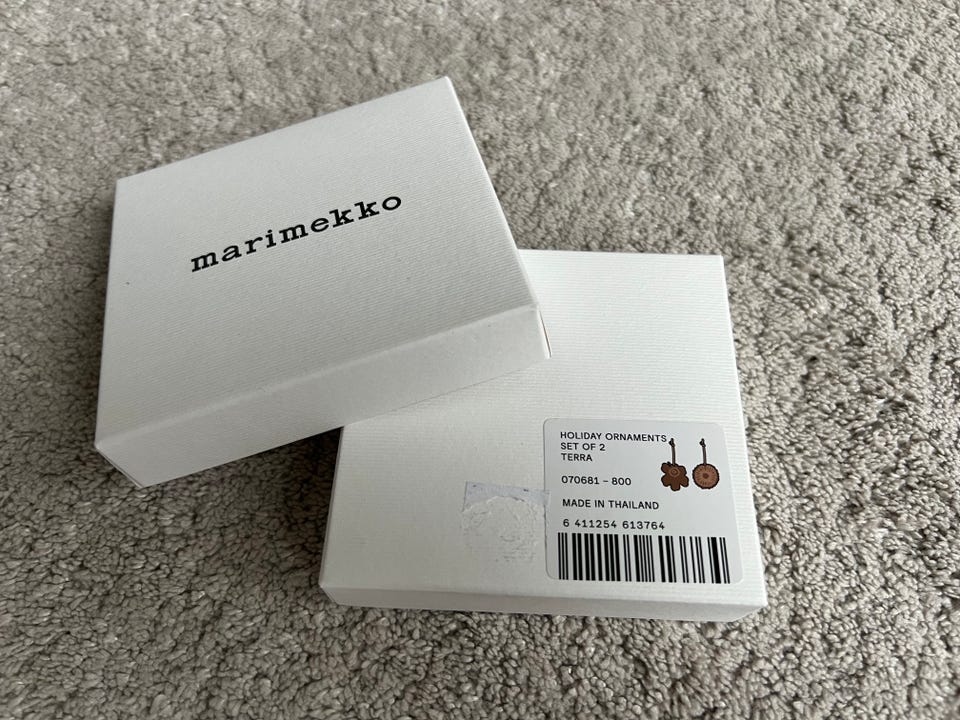 marimekko
HOLIDAY ORNAMENTS
SET OF 2
TERRA
070681 – 800
MADE IN THAILAND
6 411254 613764